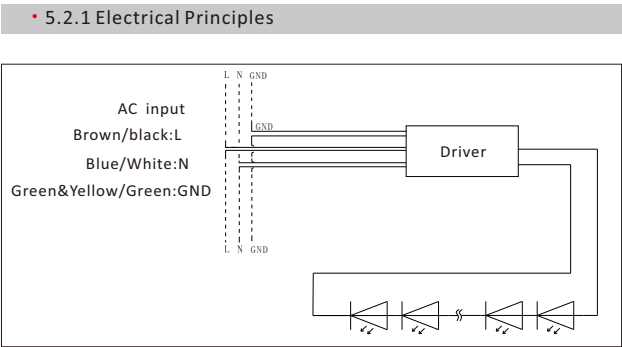 • 5.2.1 Electrical Principles
L N GND
AC input
GND
Brown/black:L
Driver
Blue/White:N
Green&Yellow/Green:GND
L N GND